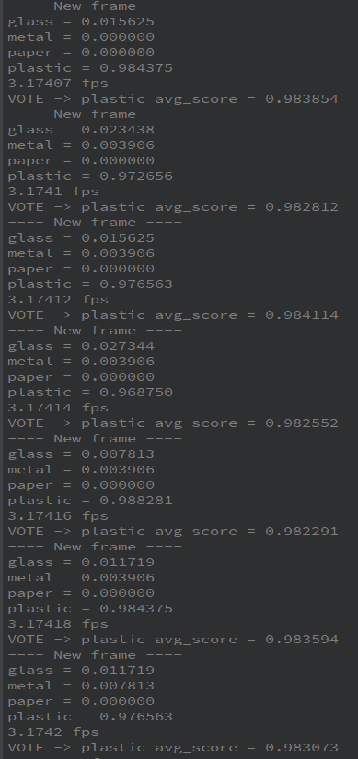 ---- New frame ----
glass = 0.015625
metal = 0.000000
paper = 0.000000
plastic = 0.984375
3.17407 fps
VOTE -> plastic avg_score = 0.983854
---- New frame ----
glass = 0.023438
metal = 0.003906
paper = 0.000000
plastic = 0.972656
3.1741 fps
VOTE -> plastic avg_score = 0.982812
---- New frame ----
glass = 0.015625
metal = 0.003906
paper = 0.000000
plastic = 0.976563
3.17412 fps
VOTE -> plastic avg_score = 0.984114
---- New frame ----
glass = 0.027344
metal = 0.003906
paper = 0.000000
plastic = 0.968750
3.17414 fps
VOTE -> plastic avg_score = 0.982552
---- New frame ----
glass = 0.007813
metal = 0.003906
paper = 0.000000
plastic = 0.988281
3.17416 fps
VOTE -> plastic avg_score = 0.982291
---- New frame ----
glass = 0.011719
metal = 0.003906
paper = 0.000000
plastic = 0.984375
3.17418 fps
VOTE -> plastic avg_score = 0.983594
---- New frame ----
glass = 0.011719
metal = 0.007813
paper = 0.000000
plastic = 0.976563
3.1742 fps
VOTE -> plastic avg_score = 0.983073